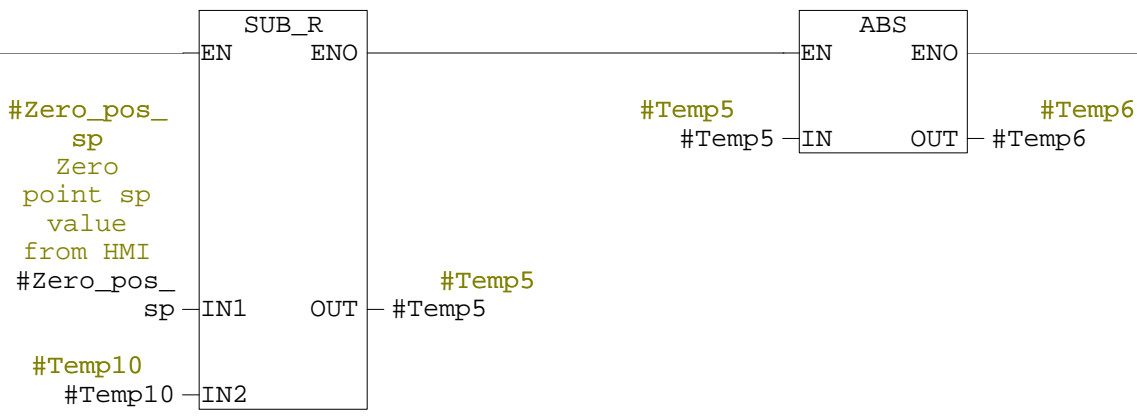 SUB_R
ABS
EN ENO
EN ENO
#Zero_pos_
sp
Zero
point sp
value
from HMI
#Zero_pos_
sp
IN1 OUT
#Temp5
#Temp5
#Temp10
#Temp10
IN2
#Temp5
#Temp5
IN OUT
#Temp6
#Temp6